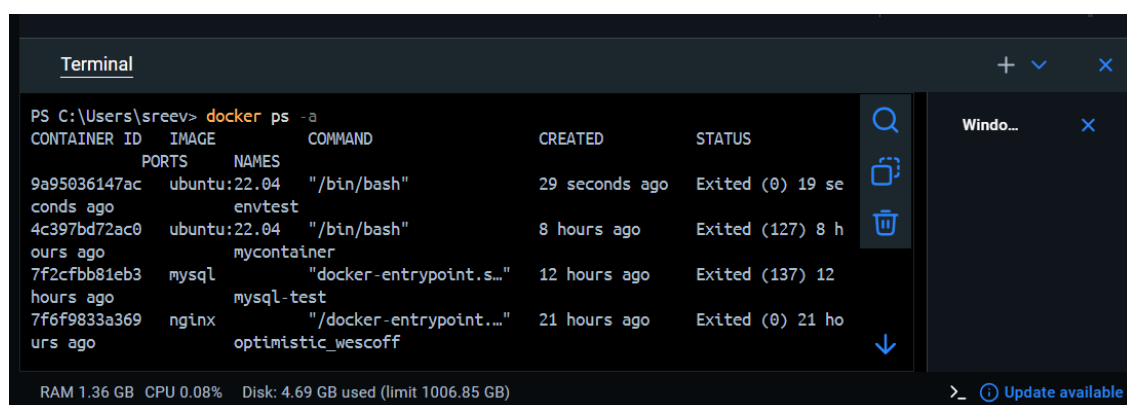 Terminal
PS C:\Users\sreev> docker ps -a
CONTAINER ID   IMAGE          COMMAND                  CREATED          STATUS
          PORTS     NAMES
9a95036147ac   ubuntu:22.04   "/bin/bash"              29 seconds ago   Exited (0) 19 se
conds ago             envtest
4c397bd72ac0   ubuntu:22.04   "/bin/bash"              8 hours ago      Exited (127) 8 h
ours ago              mycontainer
7f2cfbb81eb3   mysql          "docker-entrypoint.s…"   12 hours ago     Exited (137) 12
hours ago             mysql-test
7f6f9833a369   nginx          "/docker-entrypoint.…"   21 hours ago     Exited (0) 21 ho
urs ago               optimistic_wescoff
Windo...
RAM 1.36 GB CPU 0.08% Disk: 4.69 GB used (limit 1006.85 GB) >_ Update available